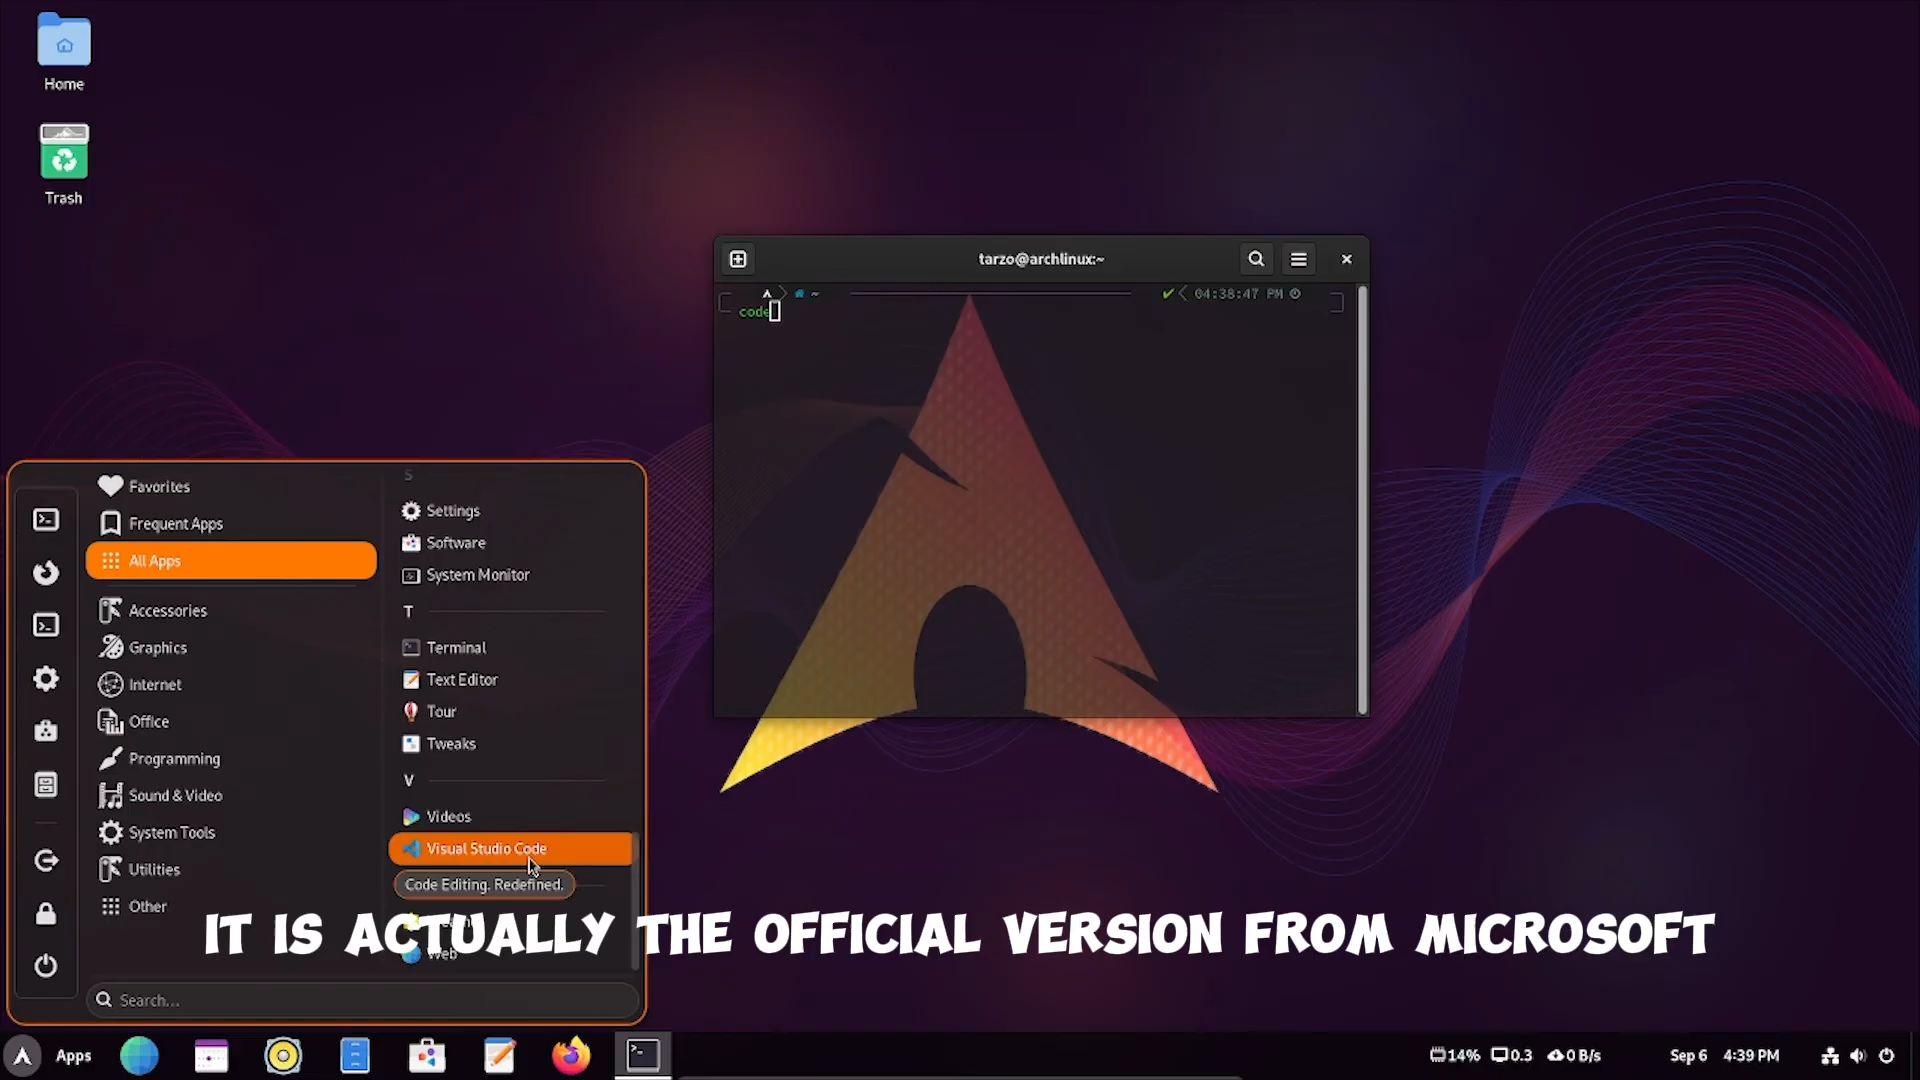 Home
Trash
tarzo@archlinux:~
~
04:38:47 PM
code
Favorites
Frequent Apps
All Apps
Accessories
Graphics
Internet
Office
Programming
Sound & Video
System Tools
Utilities
Other
S
Settings
Software
System Monitor
T
Terminal
Text Editor
Tour
Tweaks
V
Videos
Visual Studio Code
Code Editing. Redefined.
Web
IT IS ACTUALLY THE OFFICIAL VERSION FROM MICROSOFT
Search...
Apps
14% 0.3 0 B/s
Sep 6 4:39 PM